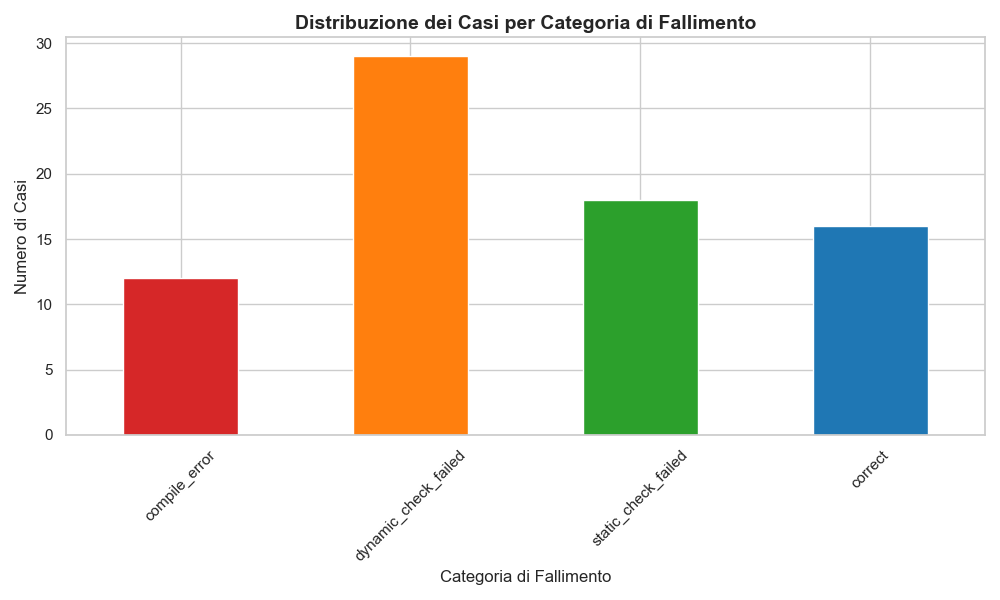 Distribuzione dei Casi per Categoria di Fallimento
Numero di Casi
30
25
20
15
10
5
0
compile_error
dynamic_check_failed
static_check_failed
correct
Categoria di Fallimento